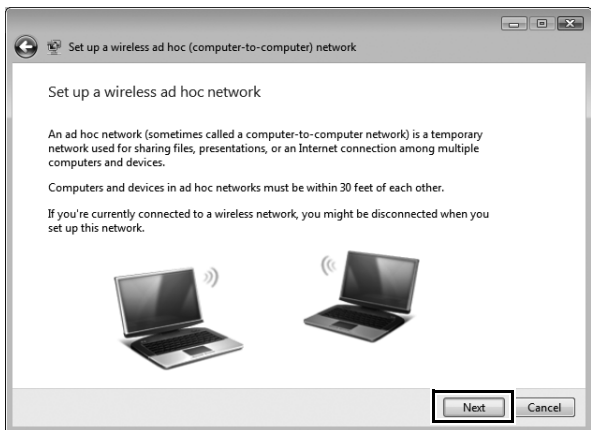 Set up a wireless ad hoc (computer-to-computer) network
Set up a wireless ad hoc network
An ad hoc network (sometimes called a computer-to-computer network) is a temporary
network used for sharing files, presentations, or an Internet connection among multiple
computers and devices.
Computers and devices in ad hoc networks must be within 30 feet of each other.
If you're currently connected to a wireless network, you might be disconnected when you
set up this network.
Next Cancel